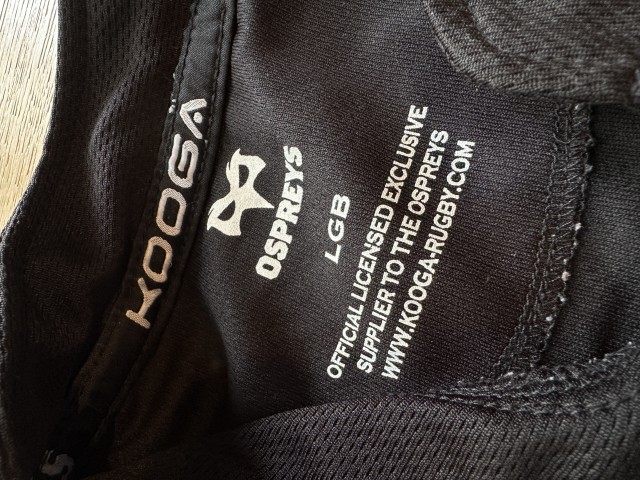 KOOGA
OSPREYS
LGB
OFFICIAL LICENSED EXCLUSIVE
SUPPLIER TO THE OSPREYS
WWW.KOOGA-RUGBY.COM